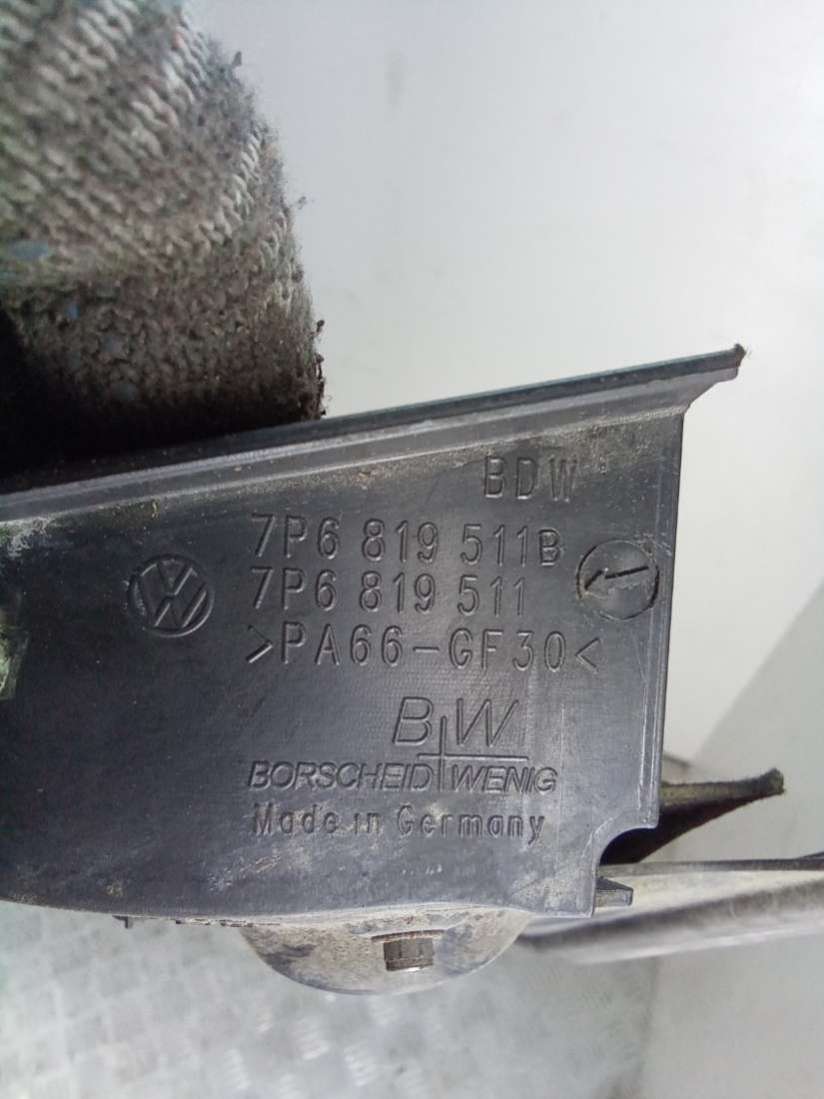 BDW
7P6 819 511B
7P6 819 511
>PA66-GF30<
BW
BORSCHEID WENIG
Made in Germany